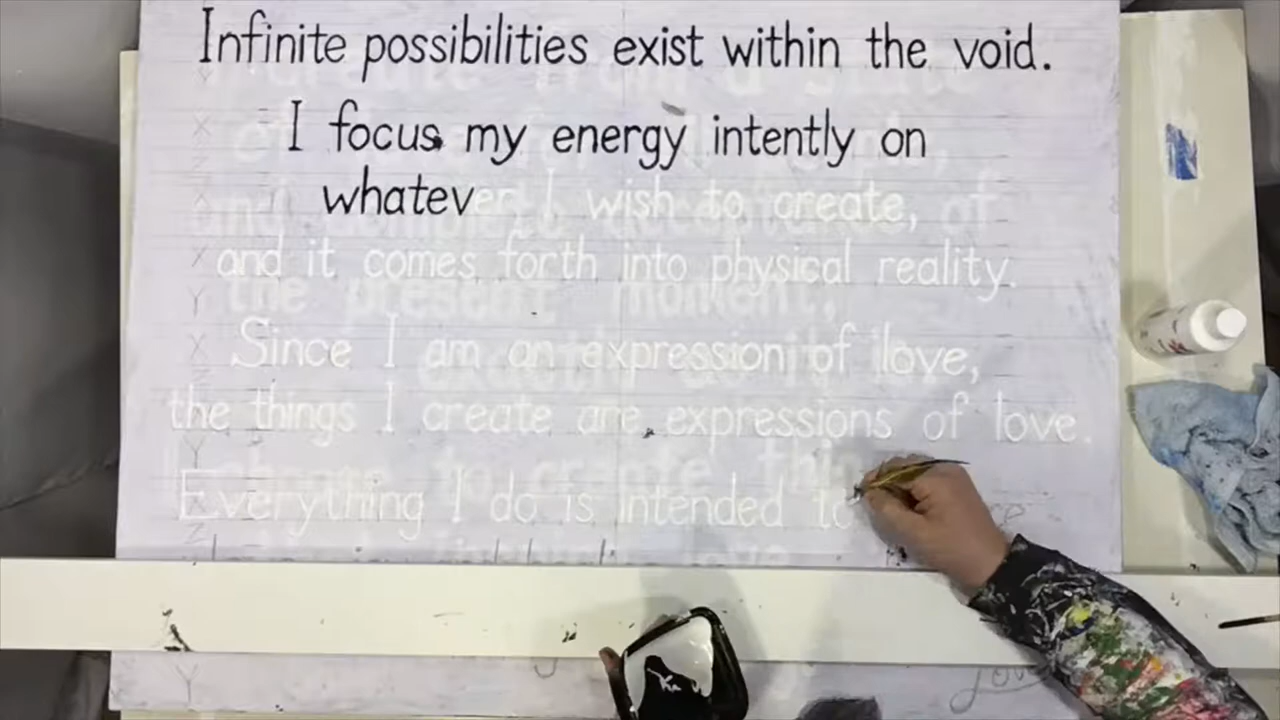 Infinite possibilities exist within the void.
I focus my energy intently on
whatever I wish to create,
and it comes forth into physical reality.
Since I am an expression of love,
the things I create are expressions of love.
Everything I do is intended to